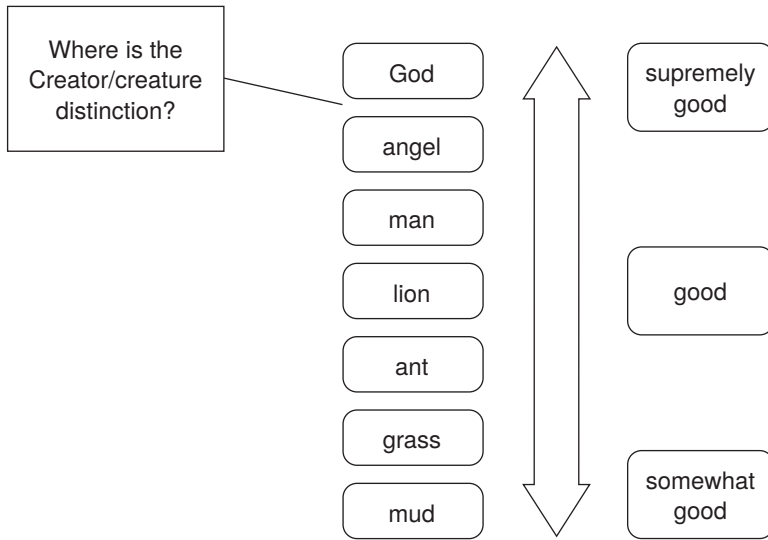 Where is the
Creator/creature
distinction?
God
angel
man
lion
ant
grass
mud
supremely
good
good
somewhat
good